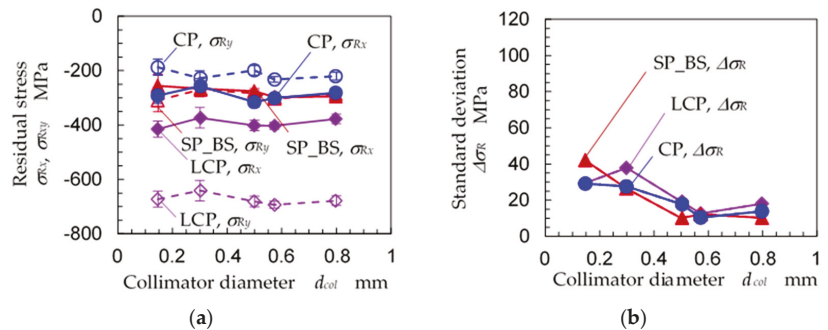 0
-200
-400
-600
-800
Residual stress
σRx, σRxy MPa
CP, σRy
CP, σRx
SP_BS, σRy
SP_BS, σRx
LCP, σRx
LCP, σRy
0 0.2 0.4 0.6 0.8 1
Collimator diameter dcol mm
(a)
120
100
80
60
40
20
0
Standard deviation
ΔσR MPa
SP_BS, ΔσR
LCP, ΔσR
CP, ΔσR
0 0.2 0.4 0.6 0.8 1
Collimator diameter dcol mm
(b)